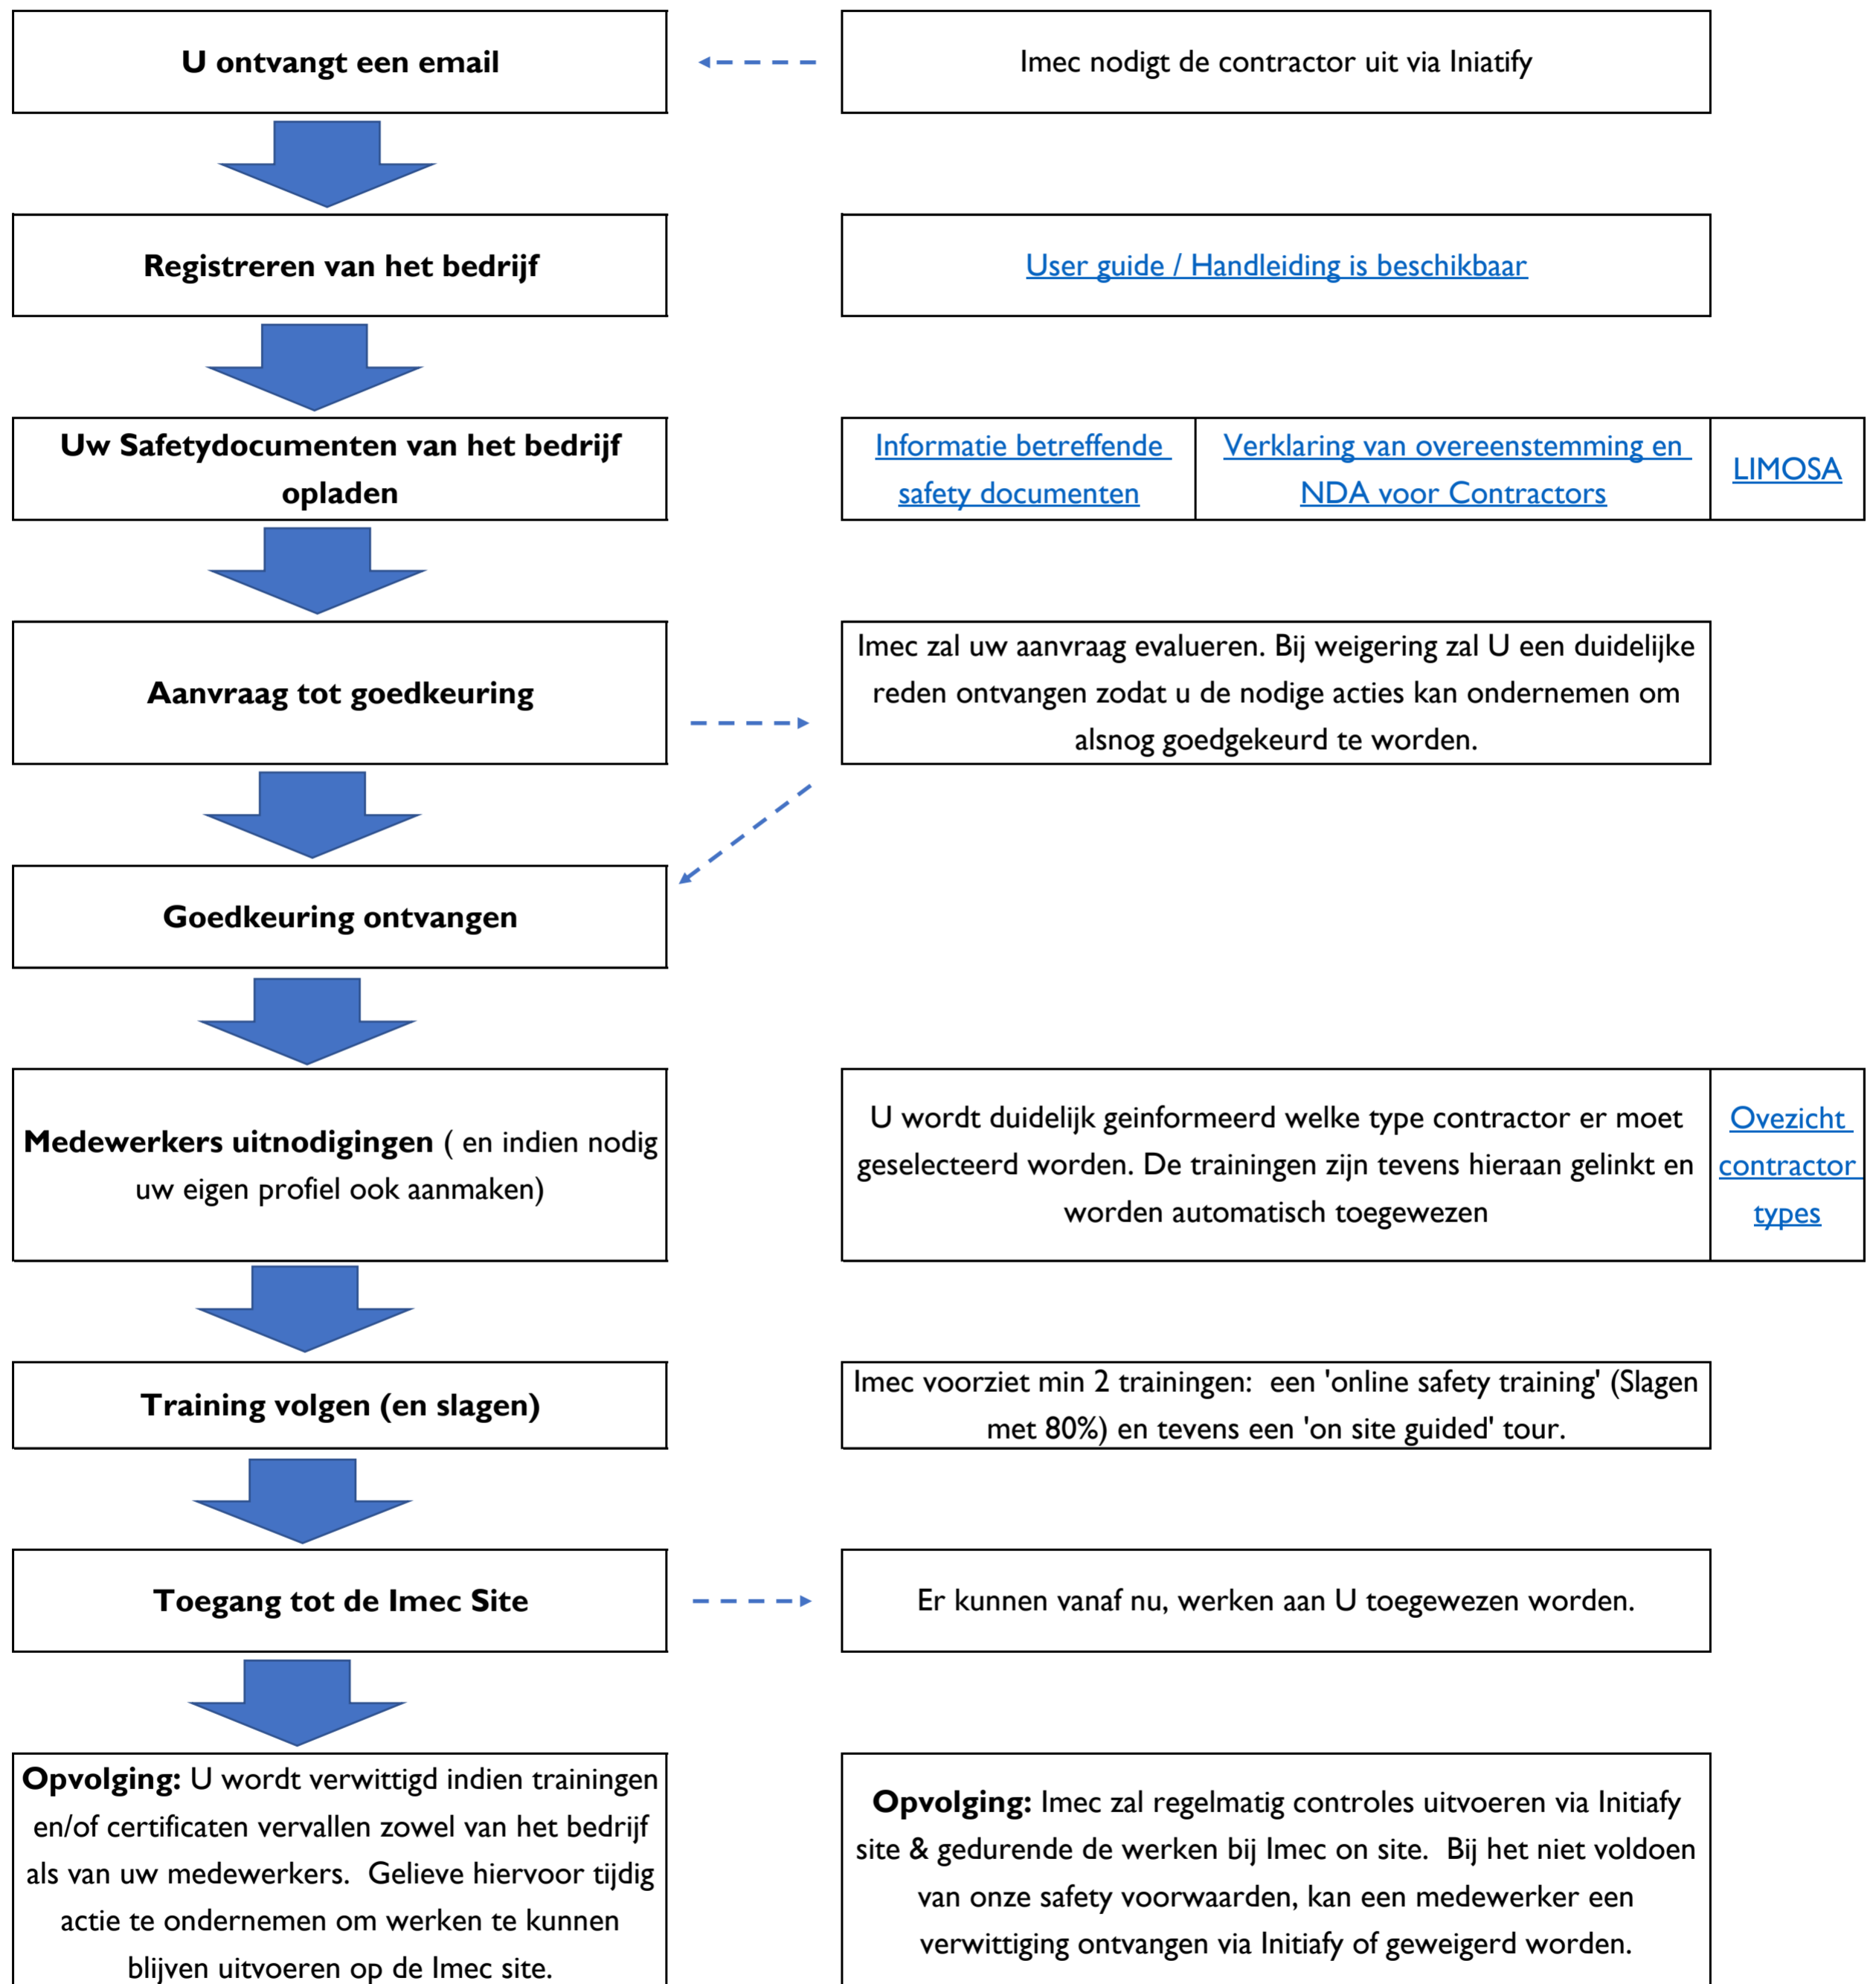 U ontvangt een email
Imec nodigt de contractor uit via Iniatify
Registreren van het bedrijf
User guide / Handleiding is beschikbaar
Uw Safetydocumenten van het bedrijf
opladen
Informatie betreffende
safety documenten
Verklaring van overeenstemming en
NDA voor Contractors
LIMOSA
Aanvraag tot goedkeuring
Imec zal uw aanvraag evalueren. Bij weigering zal U een duidelijke
reden ontvangen zodat u de nodige acties kan ondernemen om
alsnog goedgekeurd te worden.
Goedkeuring ontvangen
Medewerkers uitnodigingen ( en indien nodig
uw eigen profiel ook aanmaken)
U wordt duidelijk geinformeerd welke type contractor er moet
geselecteerd worden. De trainingen zijn tevens hieraan gelinkt en
worden automatisch toegewezen
Ovezicht
contractor
types
Training volgen (en slagen)
Imec voorziet min 2 trainingen:  een 'online safety training' (Slagen
met 80%) en tevens een 'on site guided' tour.
Toegang tot de Imec Site
Er kunnen vanaf nu, werken aan U toegewezen worden.
Opvolging: U wordt verwittigd indien trainingen
en/of certificaten vervallen zowel van het bedrijf
als van uw medewerkers.  Gelieve hiervoor tijdig
actie te ondernemen om werken te kunnen
blijven uitvoeren op de Imec site.
Opvolging: Imec zal regelmatig controles uitvoeren via Initiafy
site & gedurende de werken bij Imec on site.  Bij het niet voldoen
van onze safety voorwaarden, kan een medewerker een
verwittiging ontvangen via Initiafy of geweigerd worden.